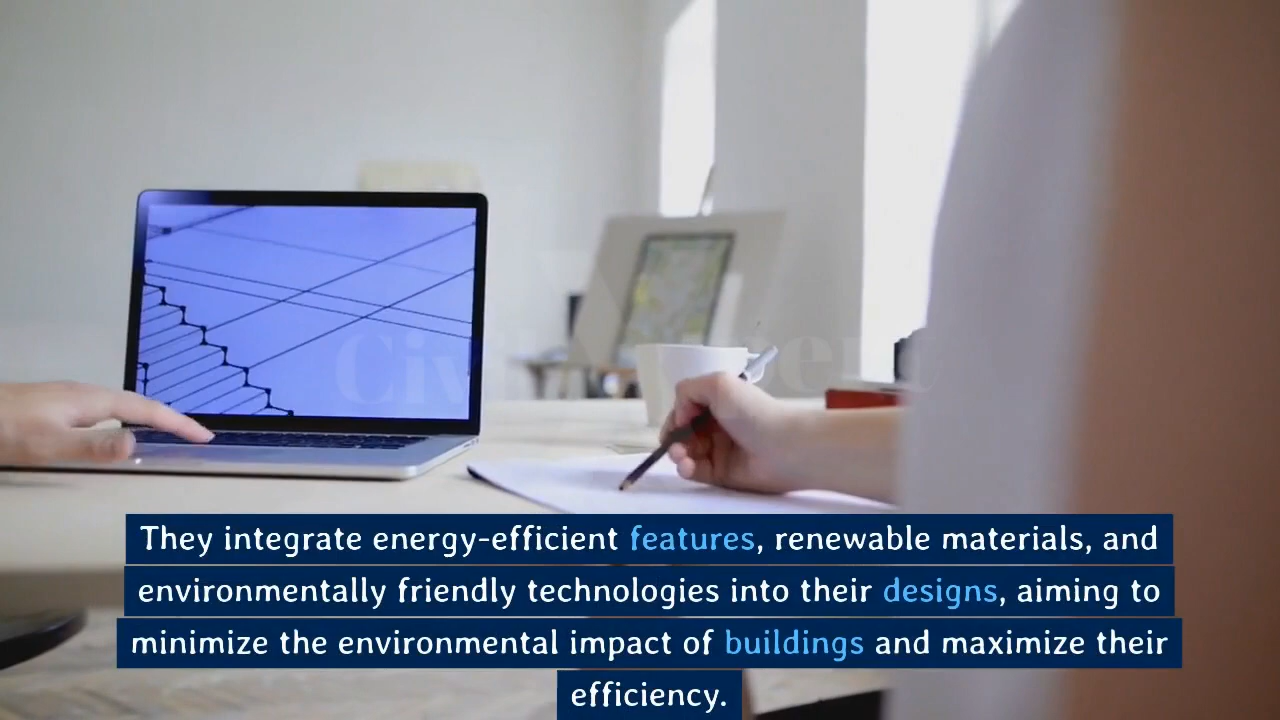 They integrate energy-efficient features, renewable materials, and
environmentally friendly technologies into their designs, aiming to
minimize the environmental impact of buildings and maximize their
efficiency.